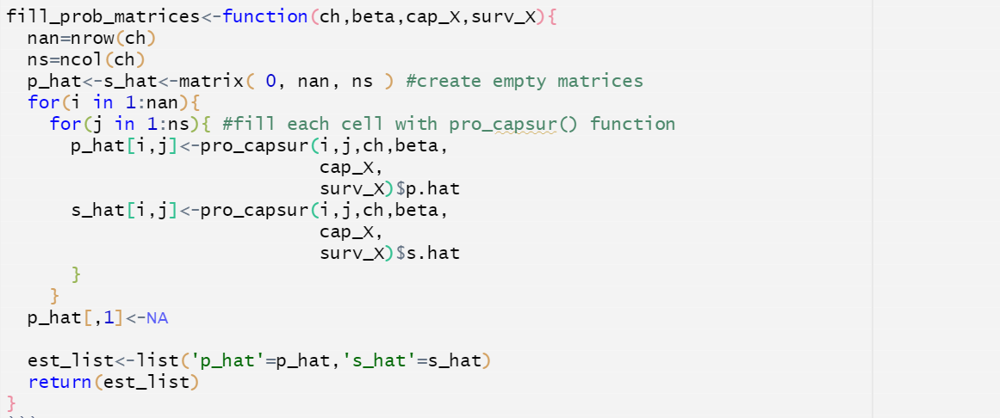 fill_prob_matrices<-function(ch,beta,cap_X,surv_X){
  nan=nrow(ch)
  ns=ncol(ch)
  p_hat<-s_hat<-matrix( 0, nan, ns ) #create empty matrices
  for(i in 1:nan){
    for(j in 1:ns){ #fill each cell with pro_capsur() function
      p_hat[i,j]<-pro_capsur(i,j,ch,beta,
                             cap_X,
                             surv_X)$p.hat
      s_hat[i,j]<-pro_capsur(i,j,ch,beta,
                             cap_X,
                             surv_X)$s.hat
      }
    }
  p_hat[,1]<-NA

  est_list<-list('p_hat'=p_hat,'s_hat'=s_hat)
  return(est_list)
}
```